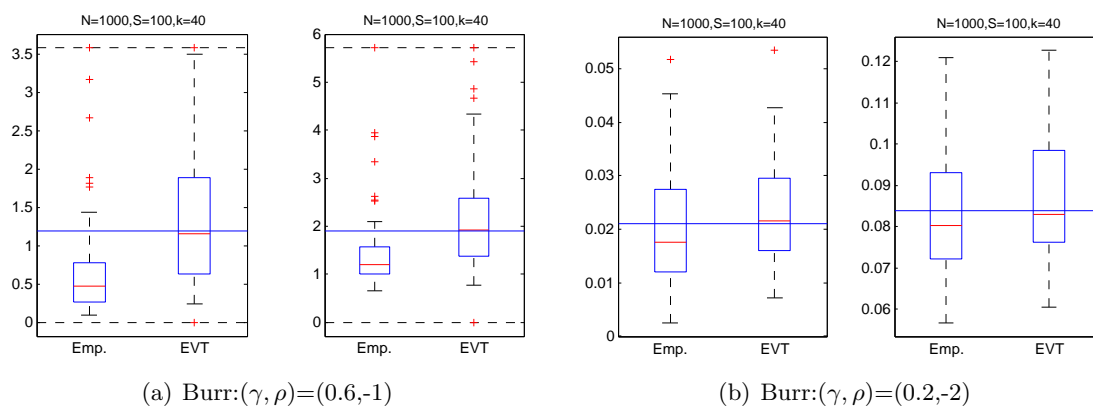 N=1000,S=100,k=40
3.5
3
2.5
2
1.5
1
0.5
0
Emp. EVT
N=1000,S=100,k=40
6
5
4
3
2
1
0
Emp. EVT
(a) Burr:(γ, ρ)=(0.6,-1)
N=1000,S=100,k=40
0.05
0.04
0.03
0.02
0.01
0
Emp. EVT
N=1000,S=100,k=40
0.12
0.11
0.1
0.09
0.08
0.07
0.06
Emp. EVT
(b) Burr:(γ, ρ)=(0.2,-2)